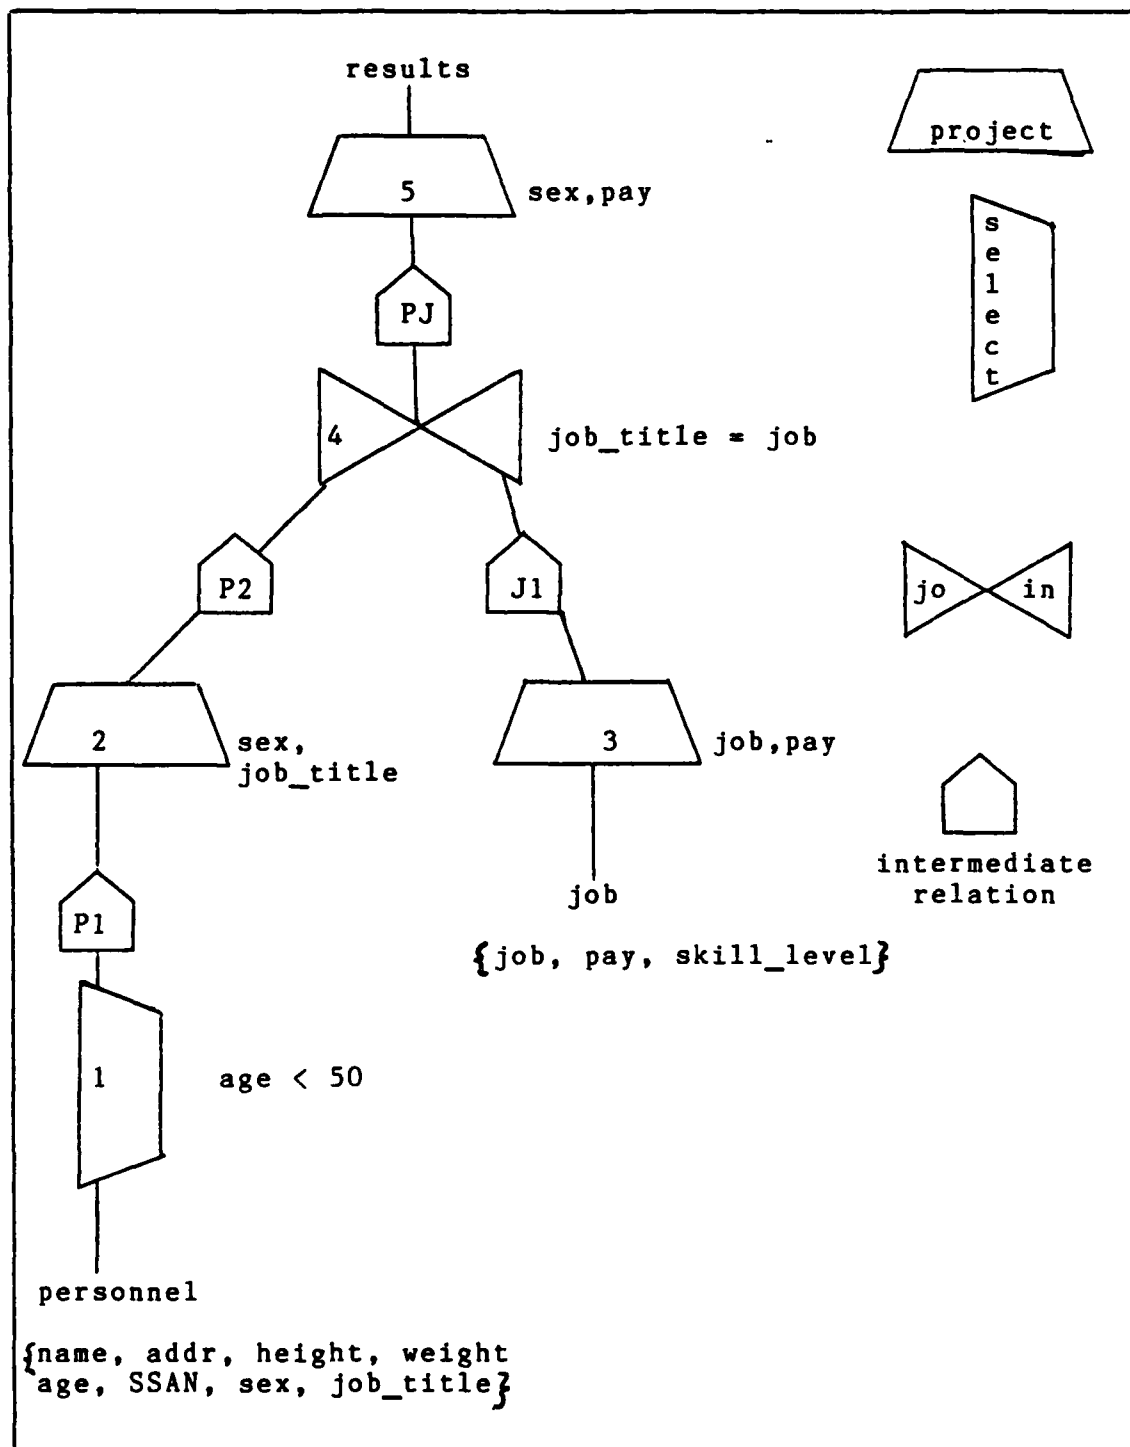 results
project
5
sex,pay
s
e
l
e
c
t
PJ
4
job_title = job
P2
J1
jo in
2
sex,
job_title
3
job,pay
intermediate
relation
P1
job
{job, pay, skill_level}
1
age < 50
personnel
{name, addr, height, weight
age, SSAN, sex, job_title}